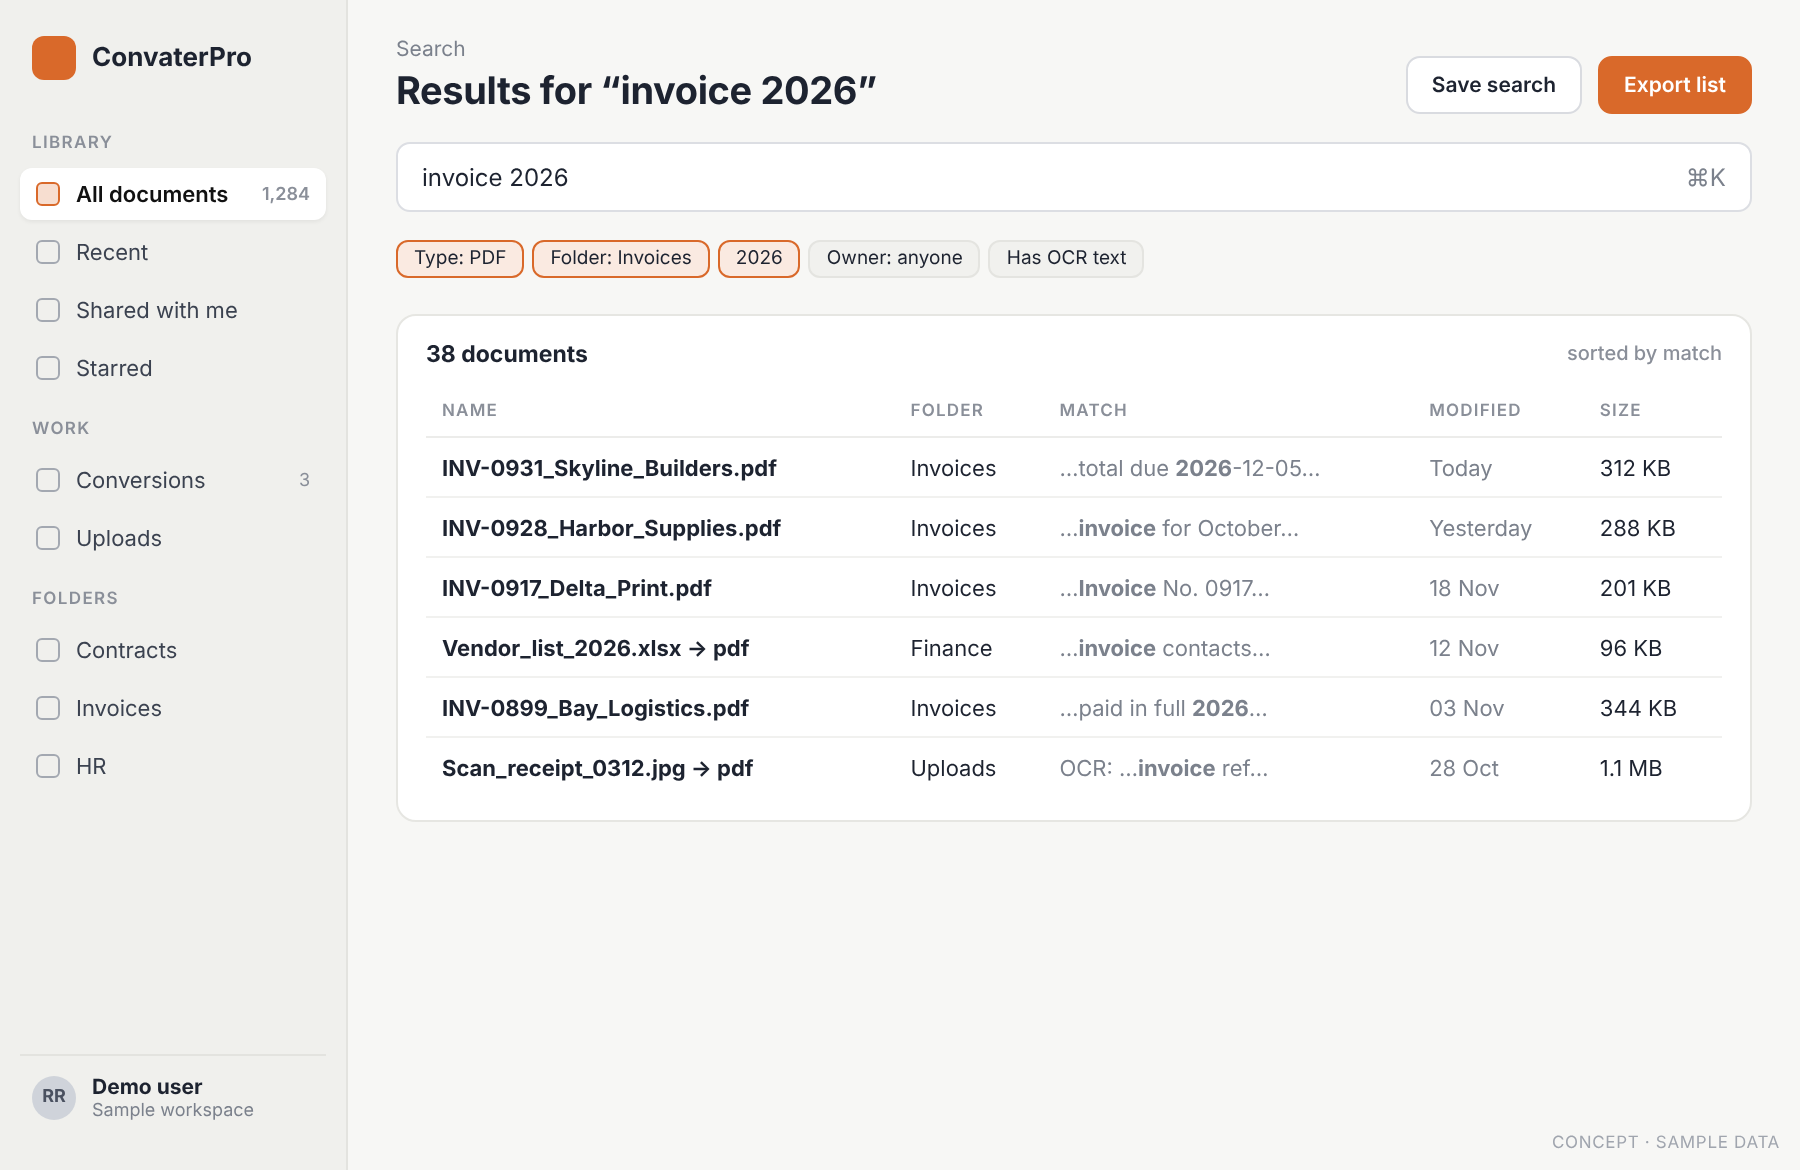 ConvaterPro
LIBRARY
All documents 1,284
Recent
Shared with me
Starred
WORK
Conversions 3
Uploads
FOLDERS
Contracts
Invoices
HR
RR
Demo user
Sample workspace
Search
Results for “invoice 2026”
Save search
Export list
invoice 2026 ⌘K
Type: PDF Folder: Invoices 2026 Owner: anyone Has OCR text
38 documents sorted by match
NAME FOLDER MATCH MODIFIED SIZE
INV-0931_Skyline_Builders.pdf Invoices …total due 2026-12-05… Today 312 KB
INV-0928_Harbor_Supplies.pdf Invoices …invoice for October… Yesterday 288 KB
INV-0917_Delta_Print.pdf Invoices …Invoice No. 0917… 18 Nov 201 KB
Vendor_list_2026.xlsx → pdf Finance …invoice contacts… 12 Nov 96 KB
INV-0899_Bay_Logistics.pdf Invoices …paid in full 2026… 03 Nov 344 KB
Scan_receipt_0312.jpg → pdf Uploads OCR: …invoice ref… 28 Oct 1.1 MB
CONCEPT · SAMPLE DATA